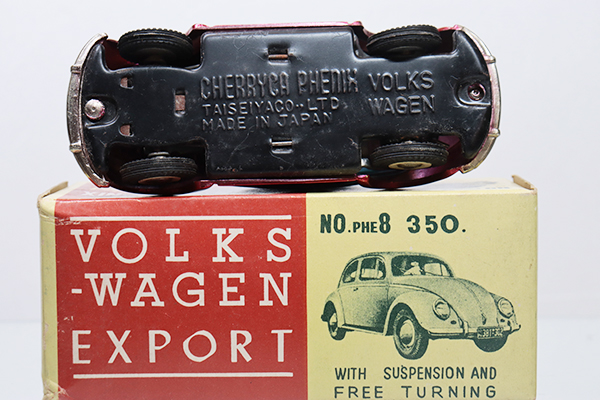 CHERRYCA PHENIX VOLKS
TAISEIYACO.,LTD WAGEN
MADE IN JAPAN
VOLKS
-WAGEN
EXPORT
NO.PHE8 350.
WITH SUSPENSION AND
FREE TURNING